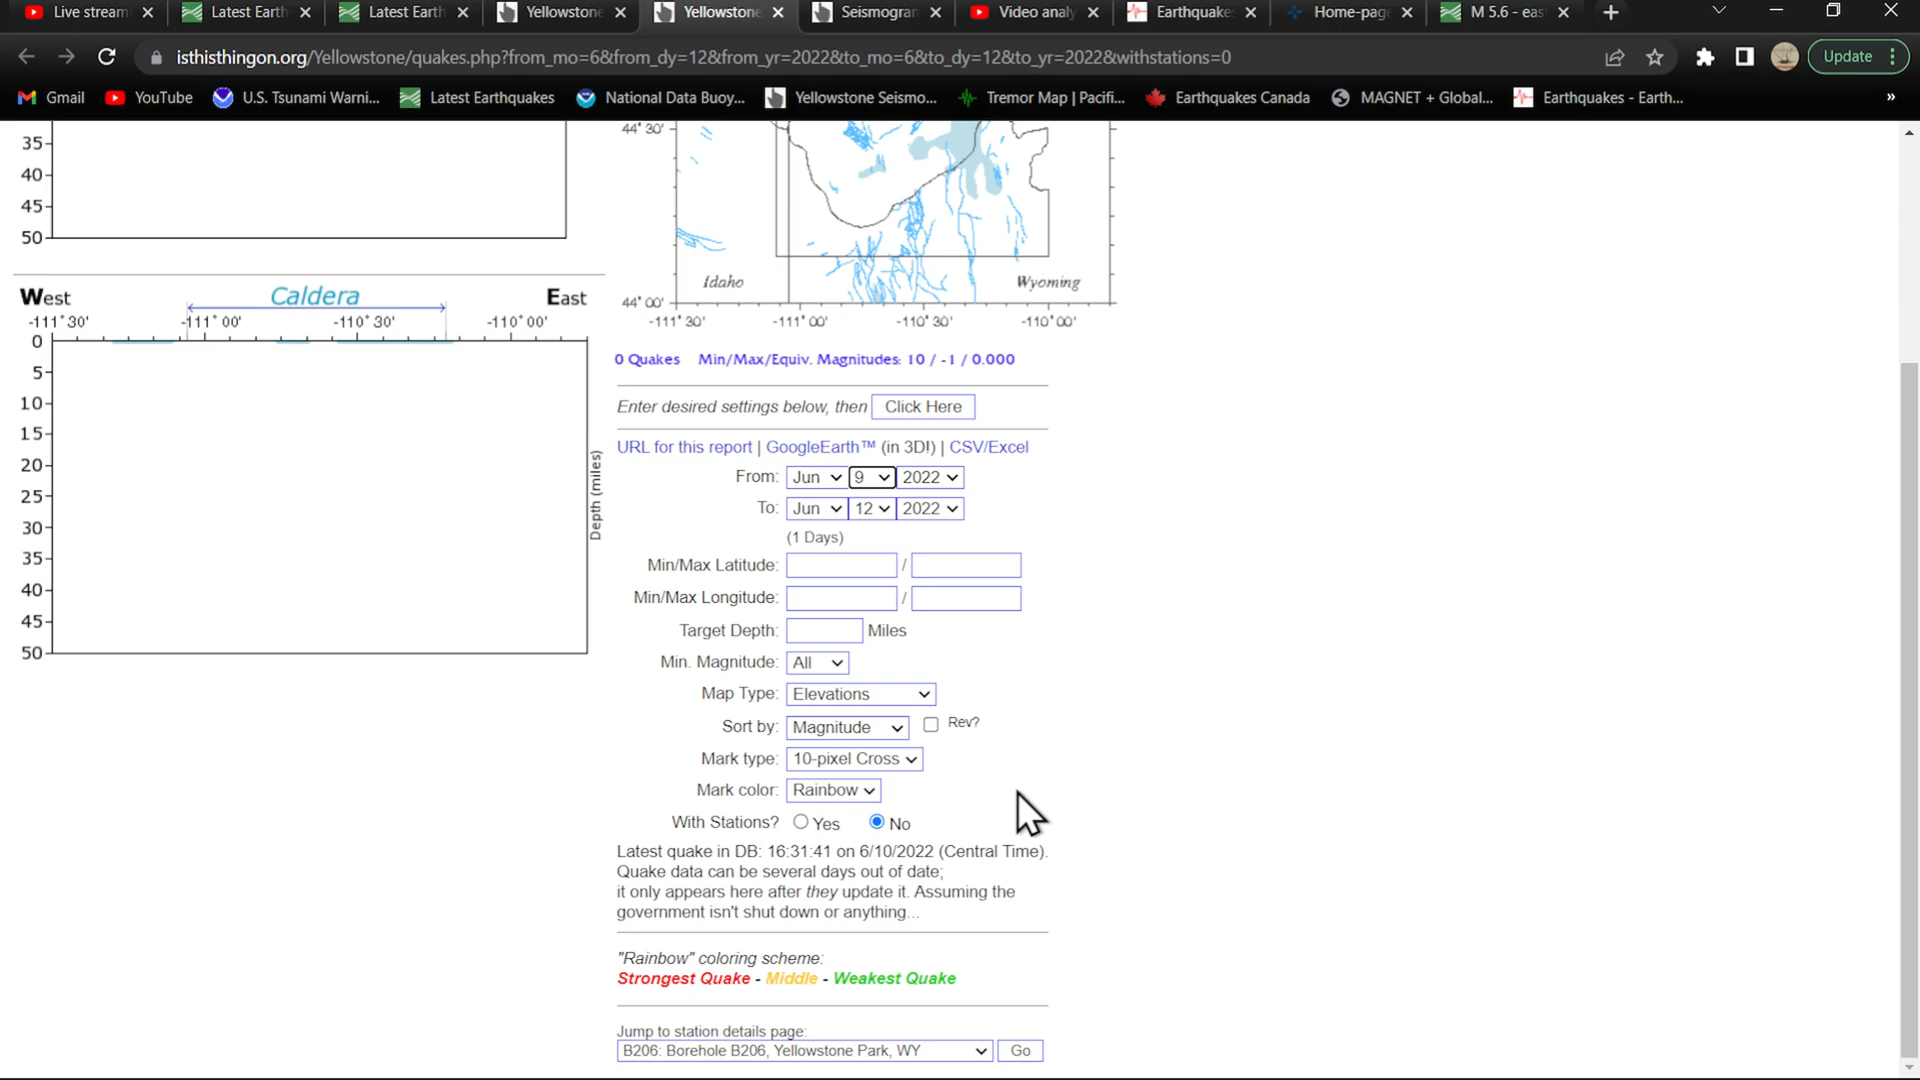 Live stream
Latest Earth
Latest Earth
Yellowstone
Yellowstone
Seismogram
Video analy
Earthquake
Home-page
M 5.6 - eas
isthisthingon.org/Yellowstone/quakes.php?from_mo=6&from_dy=12&from_yr=2022&to_mo=6&to_dy=12&to_yr=2022&withstations=0
Update
Gmail
YouTube
U.S. Tsunami Warni...
Latest Earthquakes
National Data Buoy...
Yellowstone Seismo...
Tremor Map | Pacifi...
Earthquakes Canada
MAGNET + Global...
Earthquakes - Earth...
»
35
40
45
50
West
Caldera
East
-111°30'
-111°00'
-110°30'
-110°00'
0
5
10
15
20
25
30
35
40
45
50
Depth (miles)
44°30'
Idaho
Wyoming
44°00'
-111°30'
-111°00'
-110°30'
-110°00'
0 Quakes Min/Max/Equiv. Magnitudes: 10 / -1 / 0.000
Enter desired settings below, then Click Here
URL for this report | GoogleEarth™ (in 3D!) | CSV/Excel
From: Jun 9 2022
To: Jun 12 2022
(1 Days)
Min/Max Latitude: /
Min/Max Longitude: /
Target Depth: Miles
Min. Magnitude: All
Map Type: Elevations
Sort by: Magnitude Rev?
Mark type: 10-pixel Cross
Mark color: Rainbow
With Stations? Yes No
Latest quake in DB: 16:31:41 on 6/10/2022 (Central Time).
Quake data can be several days out of date;
it only appears here after they update it. Assuming the
government isn't shut down or anything...
"Rainbow" coloring scheme:
Strongest Quake - Middle - Weakest Quake
Jump to station details page:
B206: Borehole B206, Yellowstone Park, WY Go